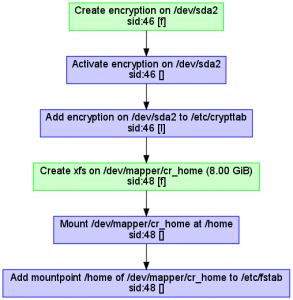 Create encryption on /dev/sda2
sid:46 [f]
Activate encryption on /dev/sda2
sid:46 []
Add encryption on /dev/sda2 to /etc/crypttab
sid:46 [l]
Create xfs on /dev/mapper/cr_home (8.00 GiB)
sid:48 [f]
Mount /dev/mapper/cr_home at /home
sid:48 []
Add mountpoint /home of /dev/mapper/cr_home to /etc/fstab
sid:48 []